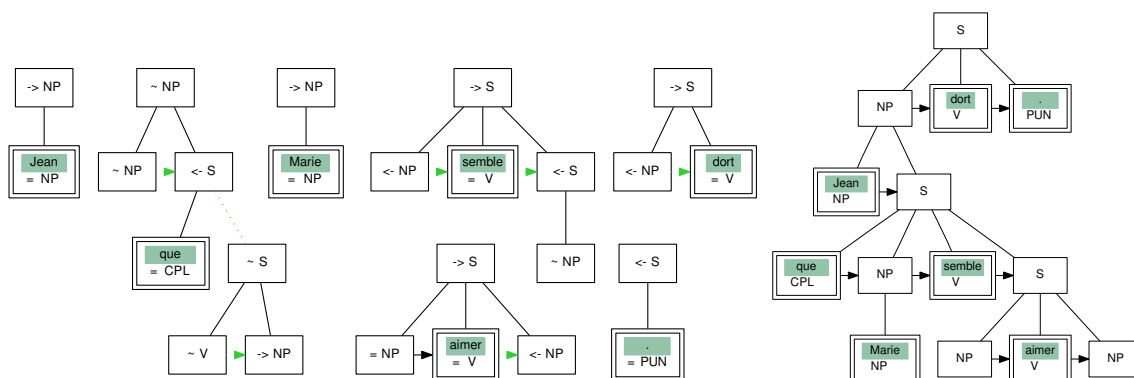 -> NP
Jean
= NP
~ NP
~ NP
<- S
que
= CPL
~ S
~ V
-> NP
-> NP
Marie
= NP
-> S
<- NP
semble
= V
<- S
~ NP
-> S
<- NP
dort
= V
-> S
= NP
aimer
= V
<- NP
<- S
.
= PUN
S
NP
dort
V
.
PUN
Jean
NP
S
que
CPL
NP
semble
V
S
Marie
NP
NP
aimer
V
NP